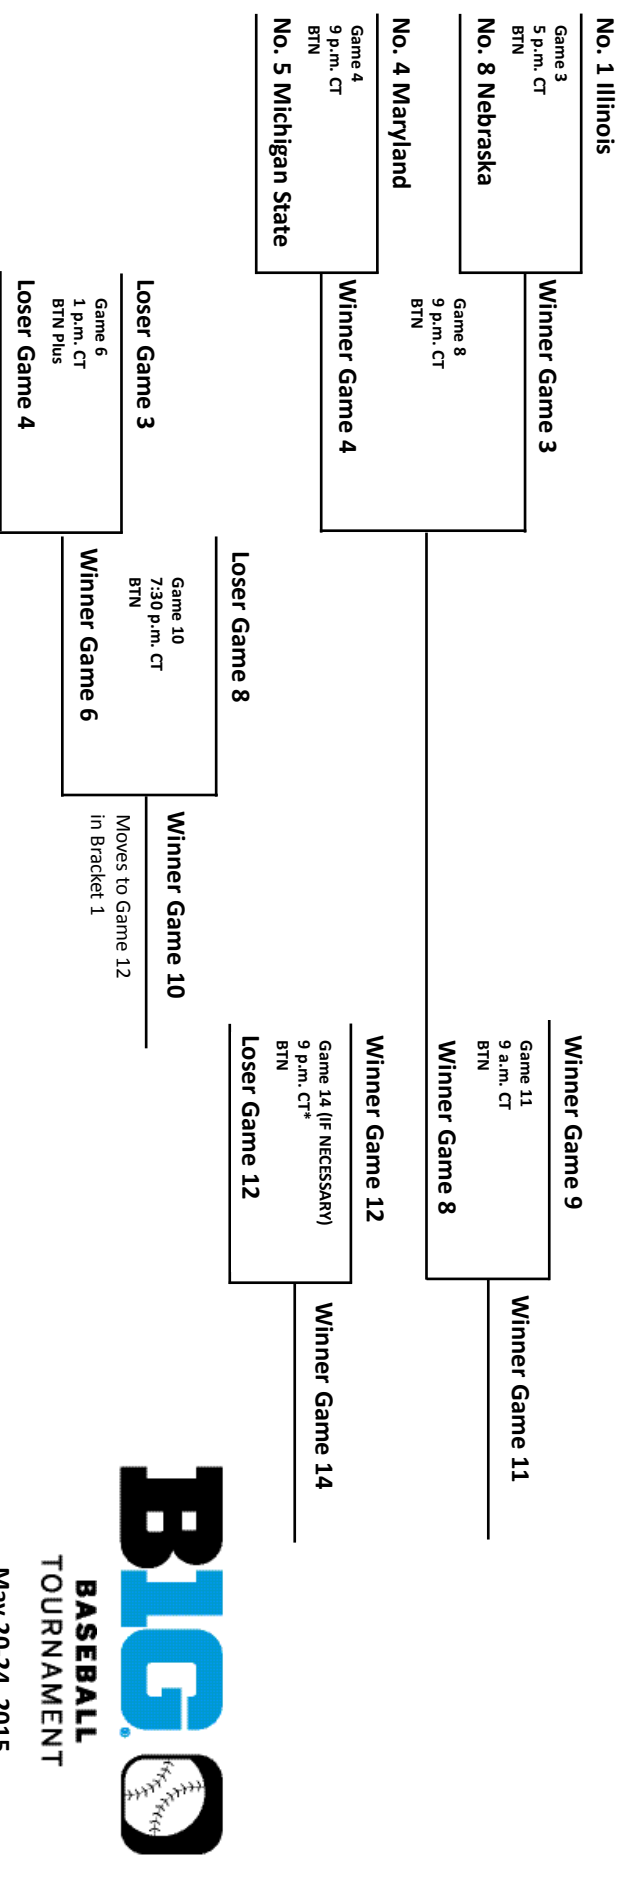 No. 1 Illinois
Game 3
5 p.m. CT
BTN
No. 8 Nebraska
No. 4 Maryland
Game 4
9 p.m. CT
BTN
No. 5 Michigan State
Winner Game 3
Game 8
9 p.m. CT
BTN
Winner Game 4
Loser Game 3
Game 6
1 p.m. CT
BTN Plus
Loser Game 4
Loser Game 8
Game 10
7:30 p.m. CT
BTN
Winner Game 6
Winner Game 10
Moves to Game 12
in Bracket 1
Winner Game 9
Game 11
9 a.m. CT
BTN
Winner Game 8
Winner Game 12
Game 14 (IF NECESSARY)
9 p.m. CT*
BTN
Loser Game 12
Winner Game 11
Winner Game 14
B1G®
BASEBALL
TOURNAMENT
May 20-24, 2015